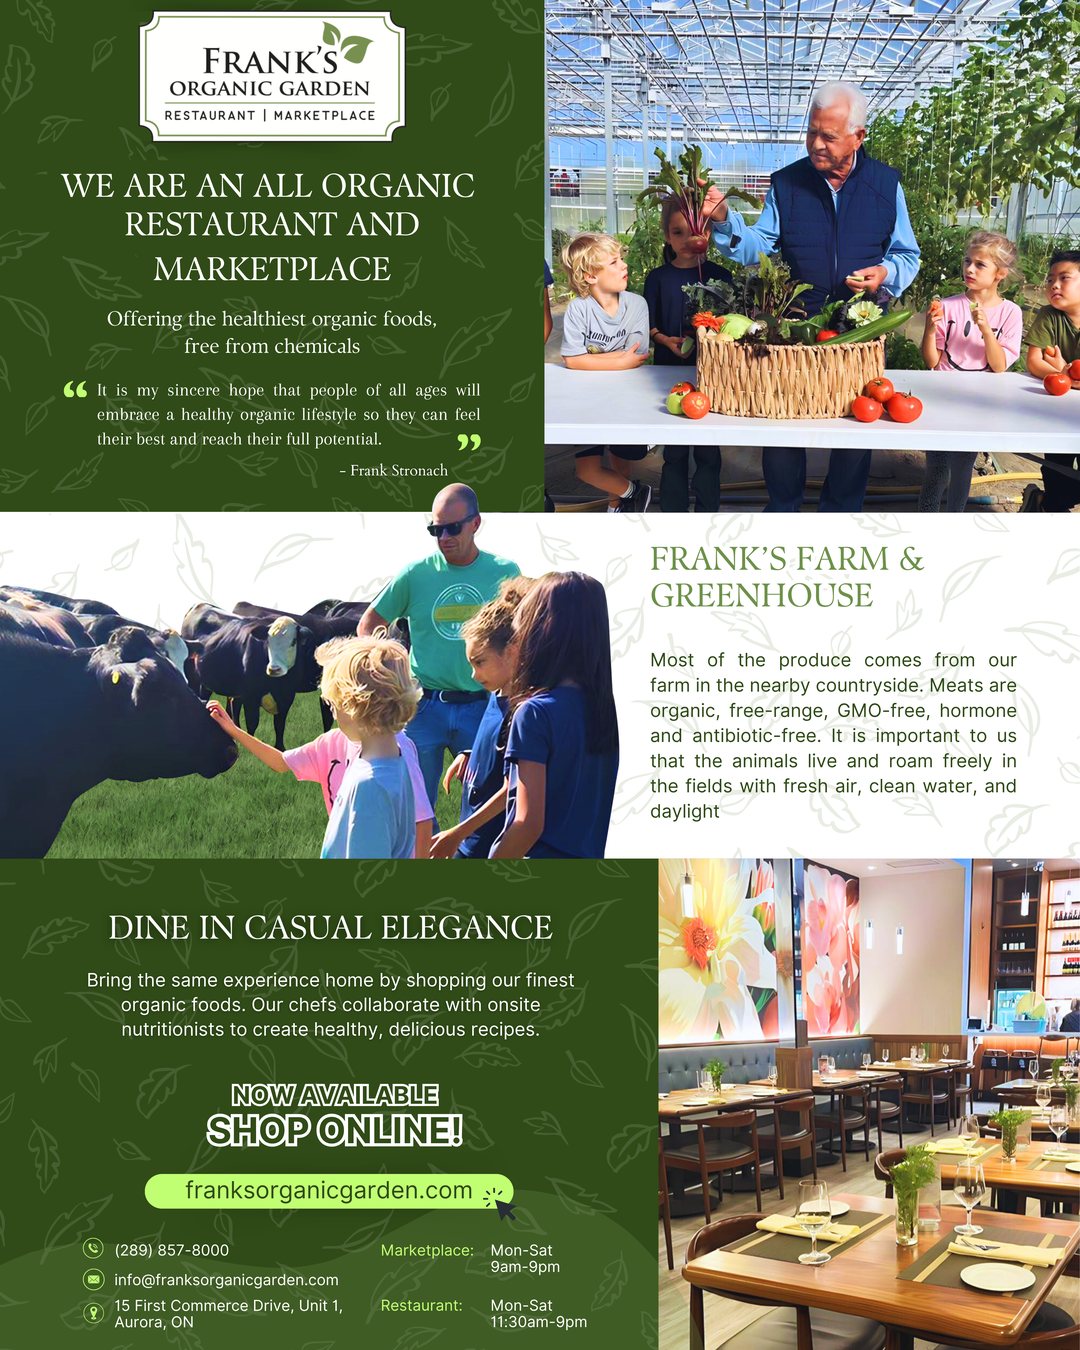 FRANK'S
ORGANIC GARDEN
RESTAURANT | MARKETPLACE
WE ARE AN ALL ORGANIC
RESTAURANT AND
MARKETPLACE
Offering the healthiest organic foods,
free from chemicals
“ It is my sincere hope that people of all ages will
embrace a healthy organic lifestyle so they can feel
their best and reach their full potential. ”
- Frank Stronach
FRANK'S FARM &
GREENHOUSE
Most of the produce comes from our
farm in the nearby countryside. Meats are
organic, free-range, GMO-free, hormone
and antibiotic-free. It is important to us
that the animals live and roam freely in
the fields with fresh air, clean water, and
daylight
DINE IN CASUAL ELEGANCE
Bring the same experience home by shopping our finest
organic foods. Our chefs collaborate with onsite
nutritionists to create healthy, delicious recipes.
NOW AVAILABLE
SHOP ONLINE!
franksorganicgarden.com
(289) 857-8000
info@franksorganicgarden.com
15 First Commerce Drive, Unit 1,
Aurora, ON
Marketplace: Mon-Sat
9am-9pm
Restaurant: Mon-Sat
11:30am-9pm